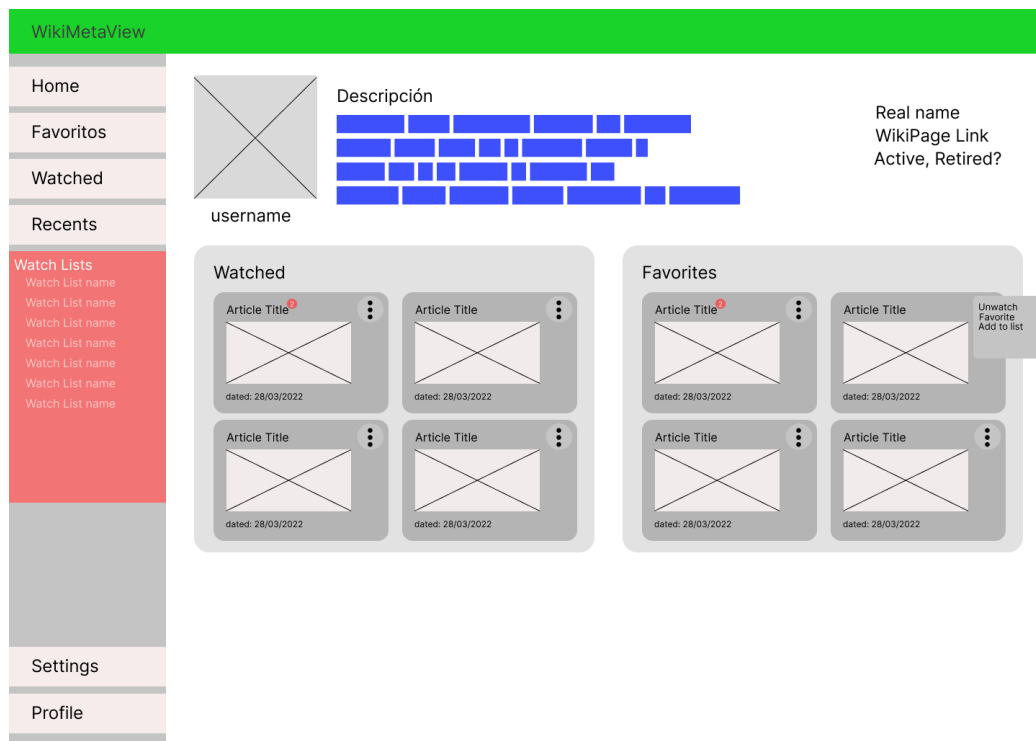 WikiMetaView
Home
Favoritos
Watched
Recents
Watch Lists
Watch List name
Watch List name
Watch List name
Watch List name
Watch List name
Watch List name
Watch List name
Settings
Profile
username
Descripción
Real name
WikiPage Link
Active, Retired?
Watched
Article Title 2
dated: 28/03/2022
Article Title
dated: 28/03/2022
Article Title
dated: 28/03/2022
Article Title
dated: 28/03/2022
Favorites
Article Title 2
dated: 28/03/2022
Article Title
dated: 28/03/2022
Unwatch
Favorite
Add to list
Article Title
dated: 28/03/2022
Article Title
dated: 28/03/2022